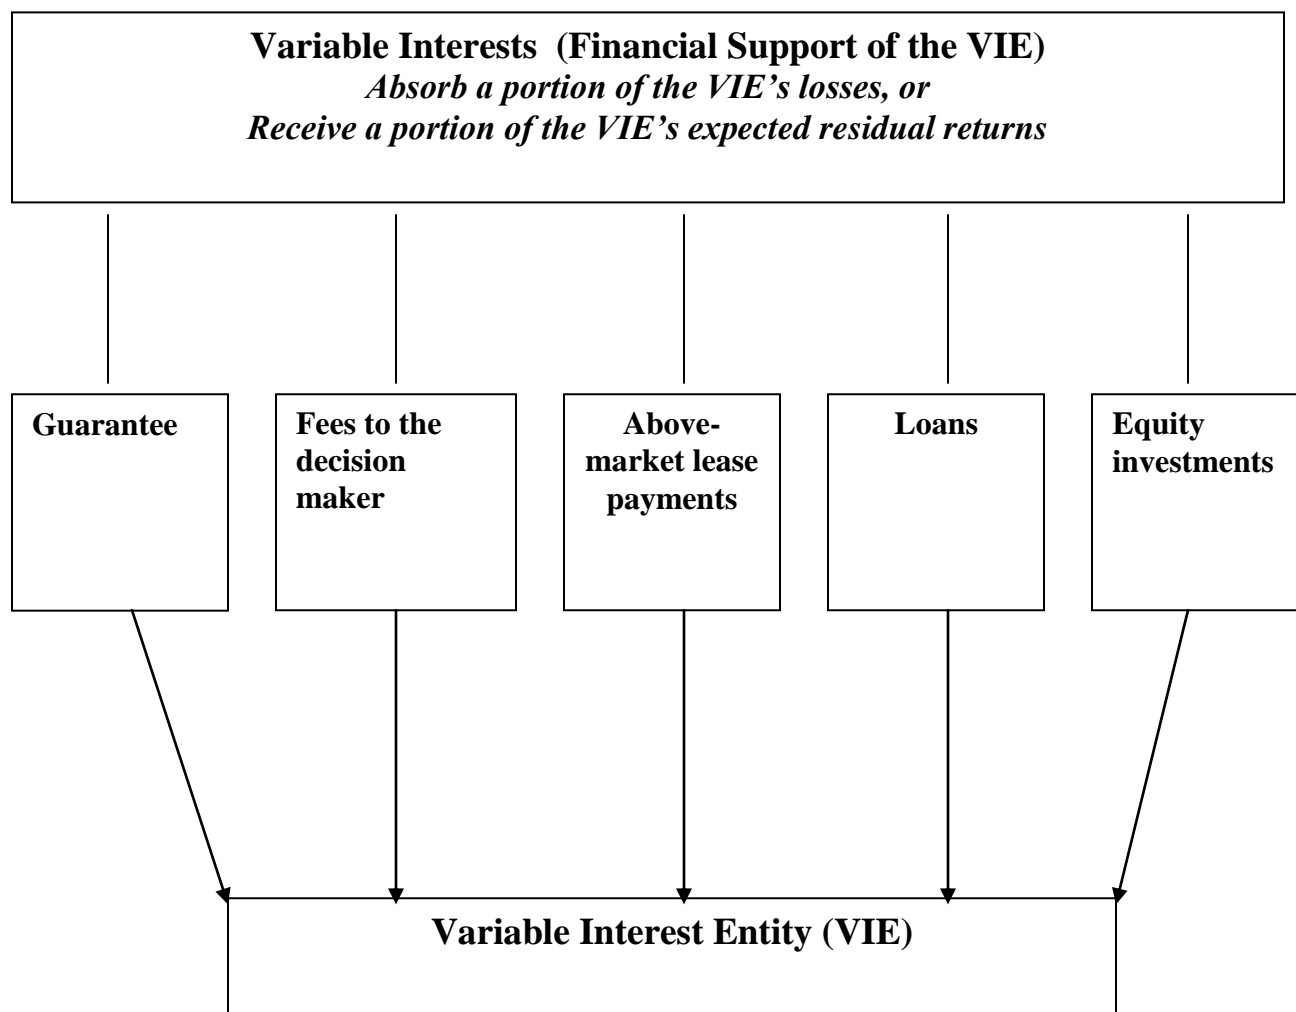 Variable Interests  (Financial Support of the VIE)
Absorb a portion of the VIE’s losses, or
Receive a portion of the VIE’s expected residual returns
Guarantee
Fees to the
decision
maker
Above-
market lease
payments
Loans
Equity
investments
Variable Interest Entity (VIE)